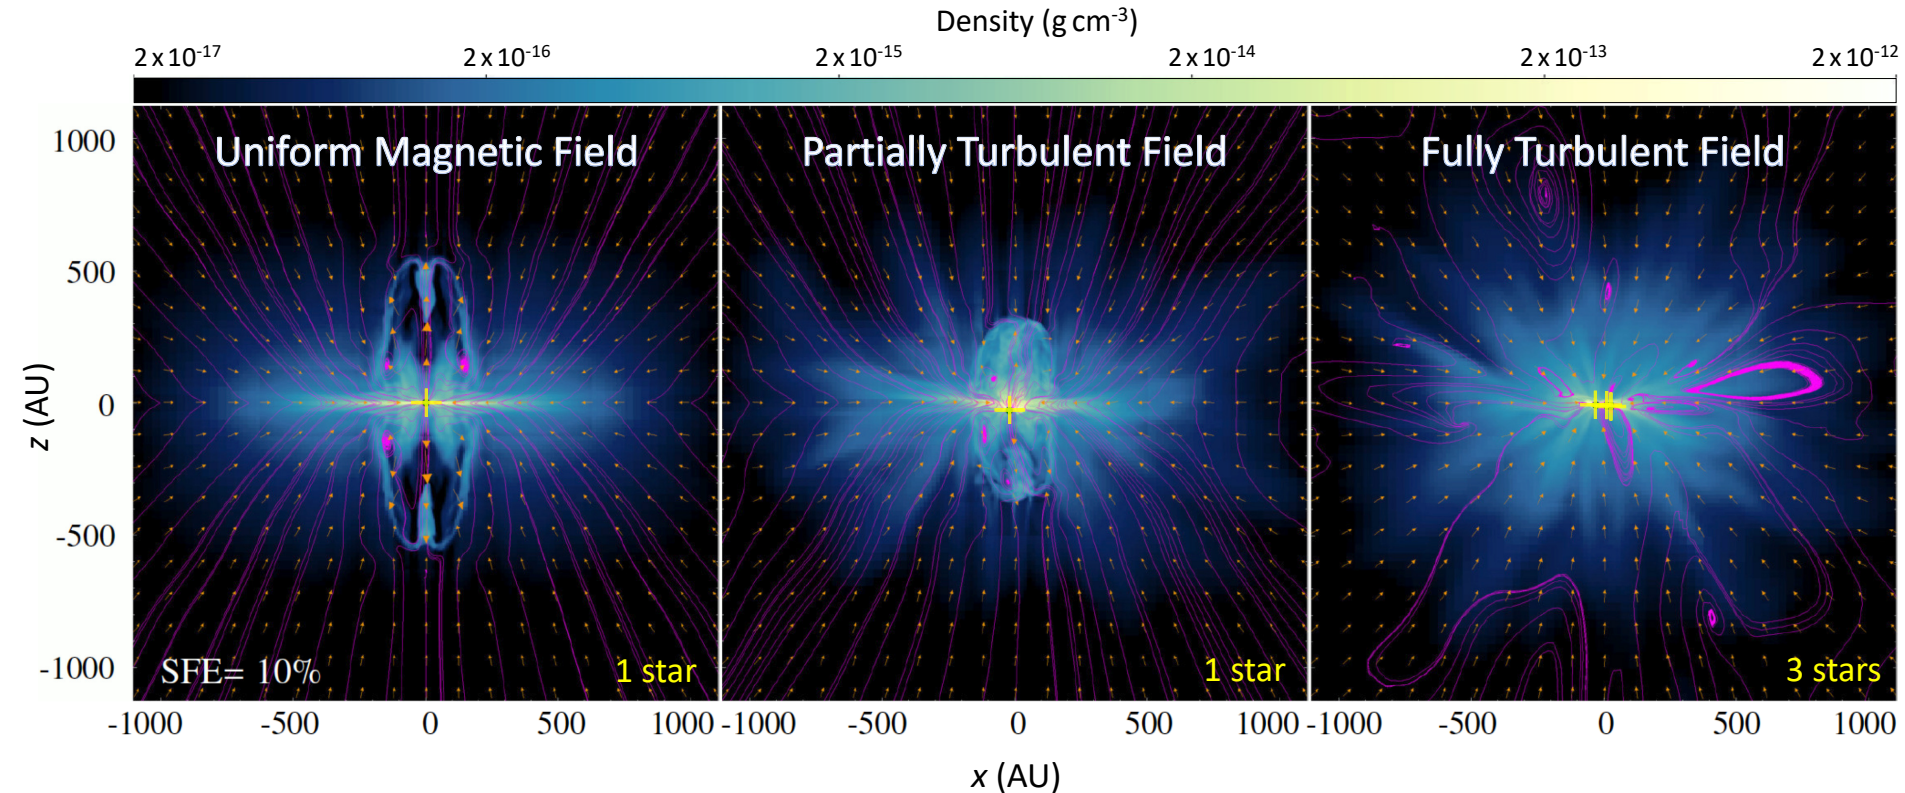 Density (g cm-3)
2 x 10-17 2 x 10-16 2 x 10-15 2 x 10-14 2 x 10-13 2 x 10-12
Uniform Magnetic Field Partially Turbulent Field Fully Turbulent Field
1000
500
0
-500
-1000
z (AU)
SFE= 10% 1 star 1 star 3 stars
-1000 -500 0 500 1000 -1000 -500 0 500 1000 -1000 -500 0 500 1000
x (AU)